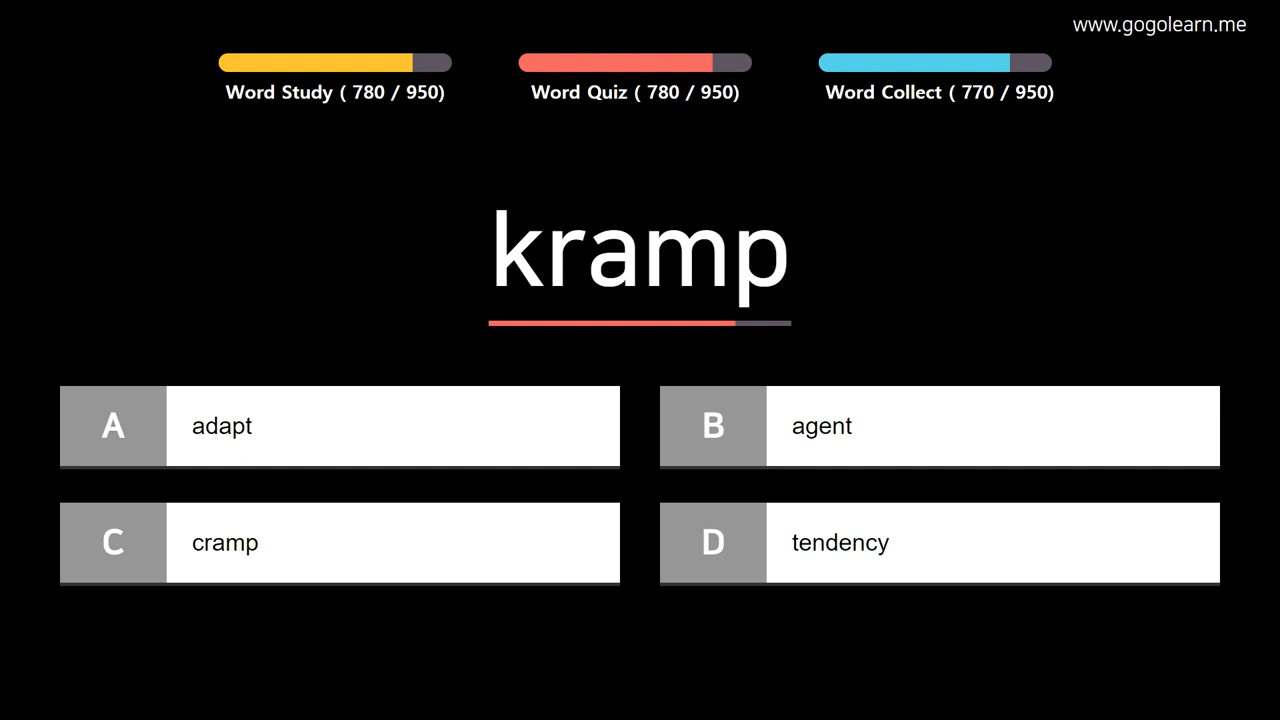 www.gogolearn.me
Word Study ( 780 / 950)
Word Quiz ( 780 / 950)
Word Collect ( 770 / 950)
kramp
A adapt
B agent
C cramp
D tendency